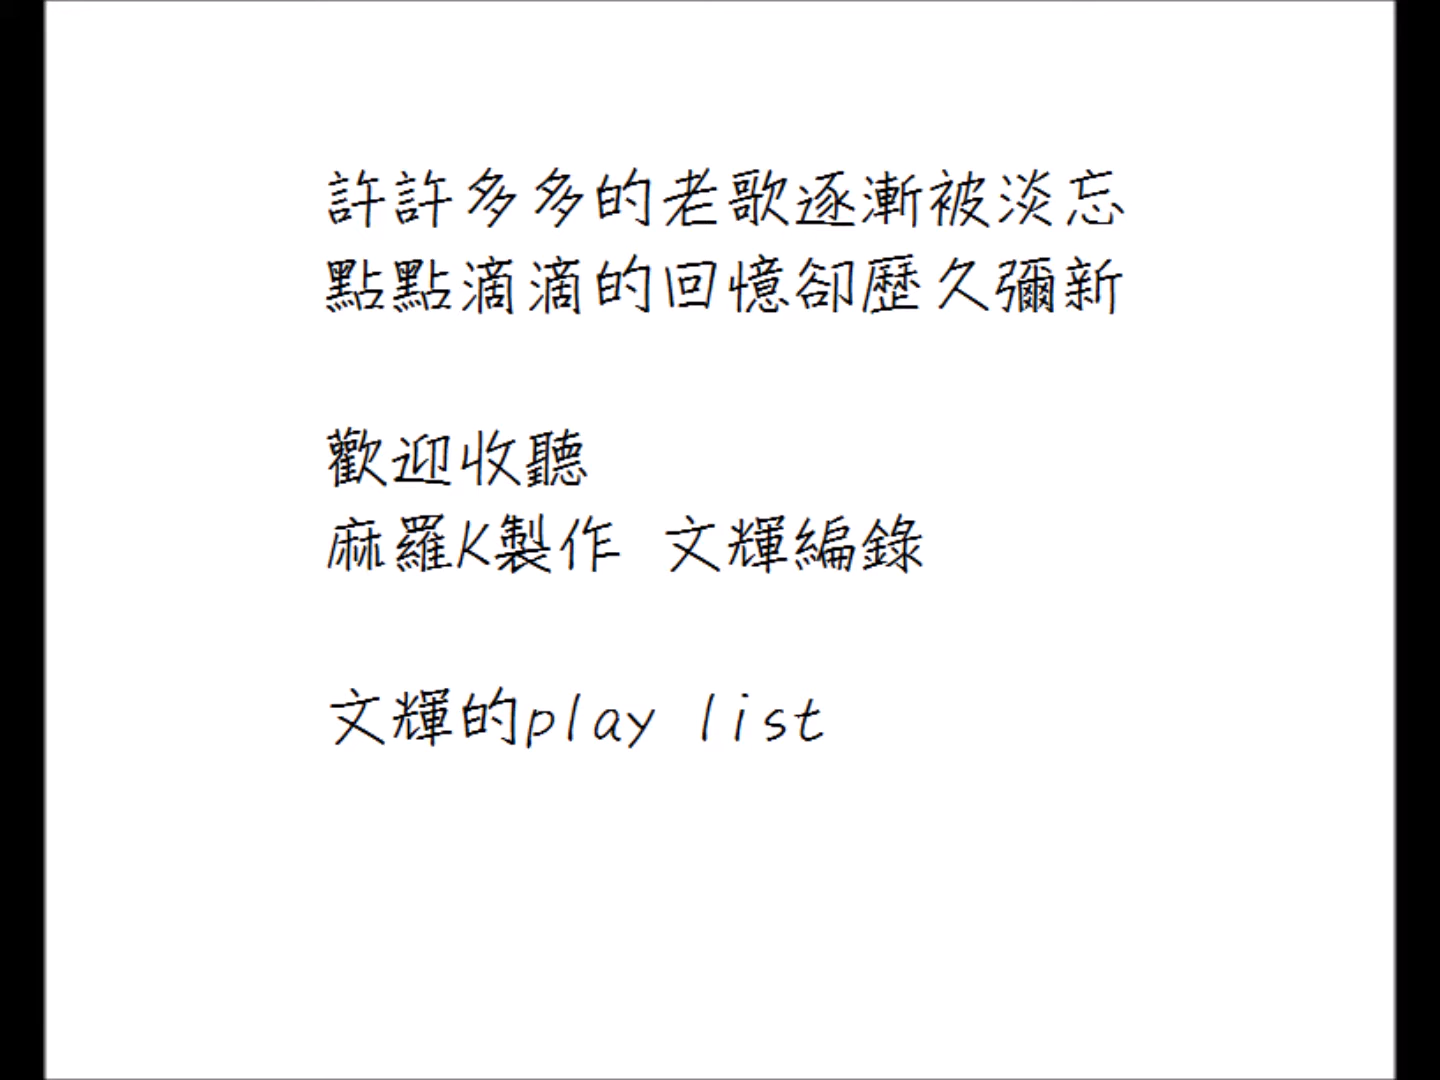 許許多多的老歌逐漸被淡忘
點點滴滴的回憶卻歷久彌新
歡迎收聽
麻羅K製作 文輝編錄
文輝的play list